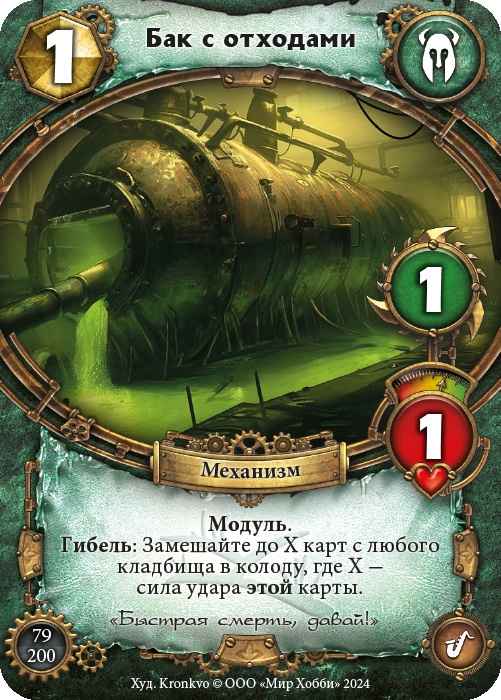 1
Бак с отходами
1
1
Механизм
Модуль.
Гибель: Замешайте до X карт с любого
кладбища в колоду, где X –
сила удара этой карты.
«Быстрая смерть, давай!»
79
200
Худ. Kronkvo © ООО «Мир Хобби» 2024